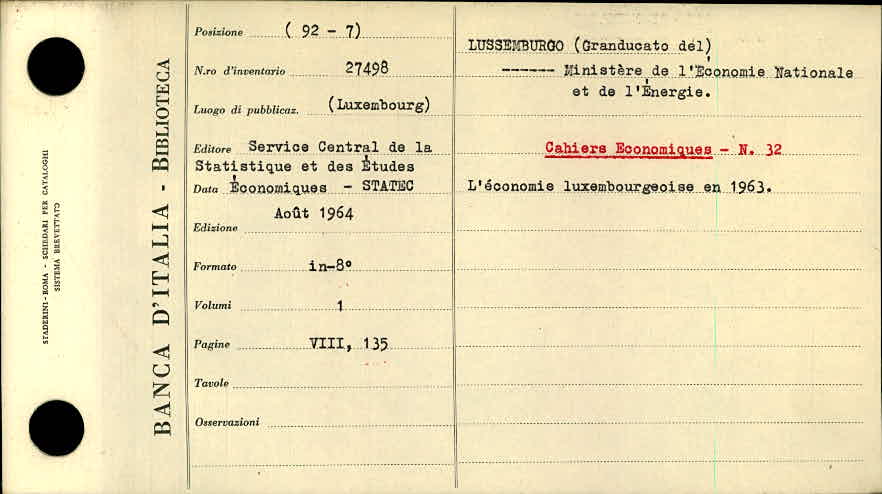 STADERINI - ROMA - SCHEDARI PER CATALOGHI
SISTEMA BREVETTATO
BANCA D'ITALIA - BIBLIOTECA
Posizione ( 92 - 7)
N.ro d'inventario 27498
Luogo di pubblicaz. (Luxembourg)
Editore Service Central de la
Statistique et des Études
Data Économiques - STATEC
Août 1964
Edizione
Formato in-8º
Volumi 1
Pagine VIII, 135
Tavole
Osservazioni
LUSSEMBURGO (Granducato del)
------ Ministère de l'Économie Nationale
et de l'Énergie.
Cahiers Economiques - N. 32
L'économie luxembourgeoise en 1963.